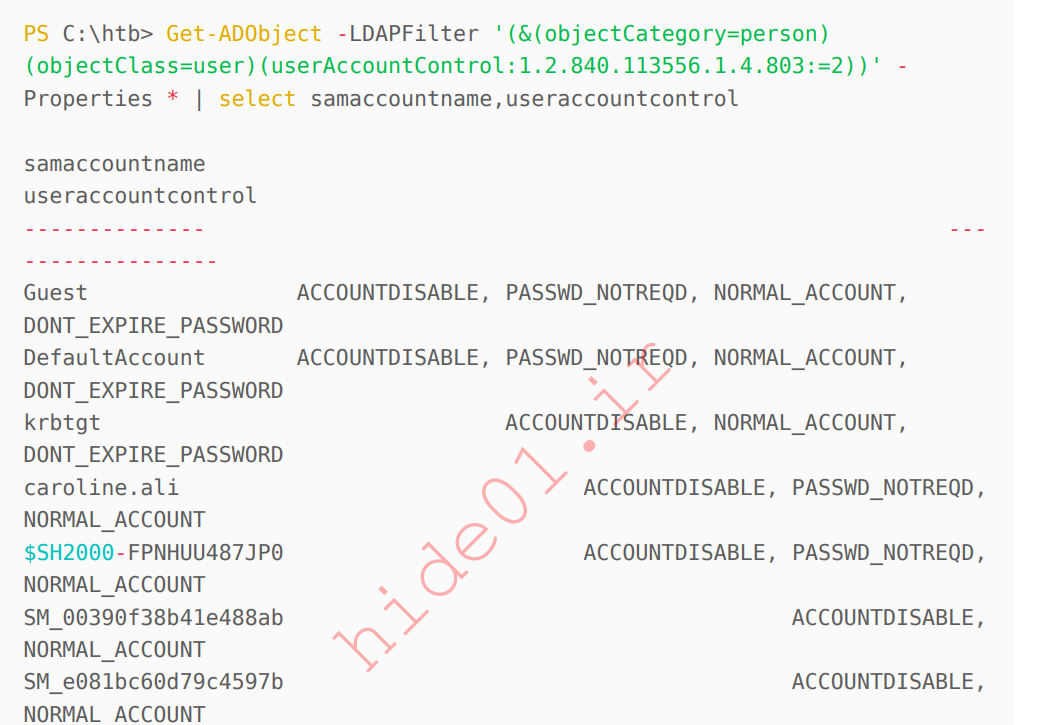 PS C:\htb> Get-ADObject -LDAPFilter '(&(objectCategory=person)
(objectClass=user)(userAccountControl:1.2.840.113556.1.4.803:=2))' -
Properties * | select samaccountname,useraccountcontrol
samaccountname
useraccountcontrol
-------------- ---
---------------
Guest ACCOUNTDISABLE, PASSWD_NOTREQD, NORMAL_ACCOUNT,
DONT_EXPIRE_PASSWORD
DefaultAccount ACCOUNTDISABLE, PASSWD_NOTREQD, NORMAL_ACCOUNT,
DONT_EXPIRE_PASSWORD
krbtgt ACCOUNTDISABLE, NORMAL_ACCOUNT,
DONT_EXPIRE_PASSWORD
caroline.ali ACCOUNTDISABLE, PASSWD_NOTREQD,
NORMAL_ACCOUNT
$SH2000-FPNHUU487JP0 ACCOUNTDISABLE, PASSWD_NOTREQD,
NORMAL_ACCOUNT
SM_00390f38b41e488ab ACCOUNTDISABLE,
NORMAL_ACCOUNT
SM_e081bc60d79c4597b ACCOUNTDISABLE,
NORMAL_ACCOUNT
hide01.ir